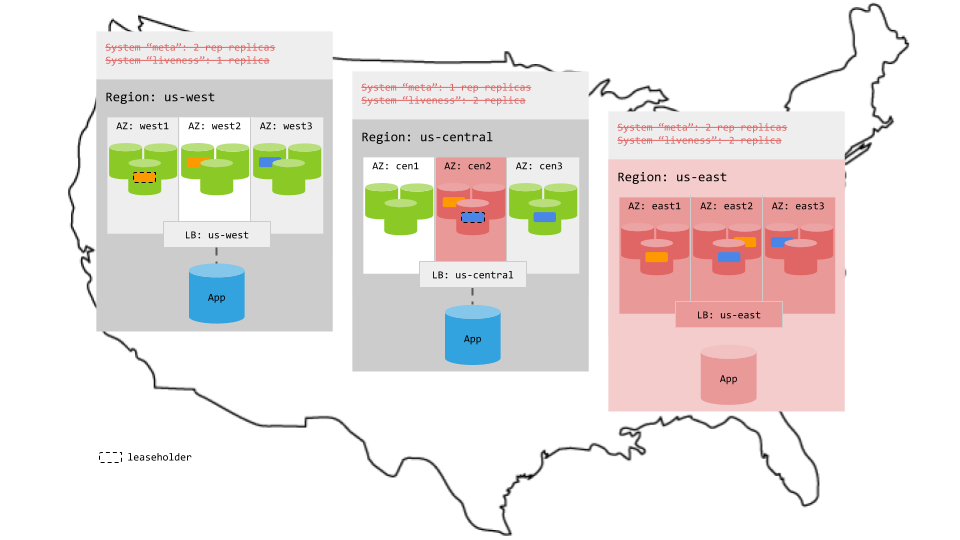 System “meta”: 2 rep replicas
System “liveness”: 1 replica
Region: us-west
AZ: west1
AZ: west2
AZ: west3
LB: us-west
App
System “meta”: 1 rep replicas
System “liveness”: 2 replica
Region: us-central
AZ: cen1
AZ: cen2
AZ: cen3
LB: us-central
App
System “meta”: 2 rep replicas
System “liveness”: 2 replica
Region: us-east
AZ: east1
AZ: east2
AZ: east3
LB: us-east
App
leaseholder